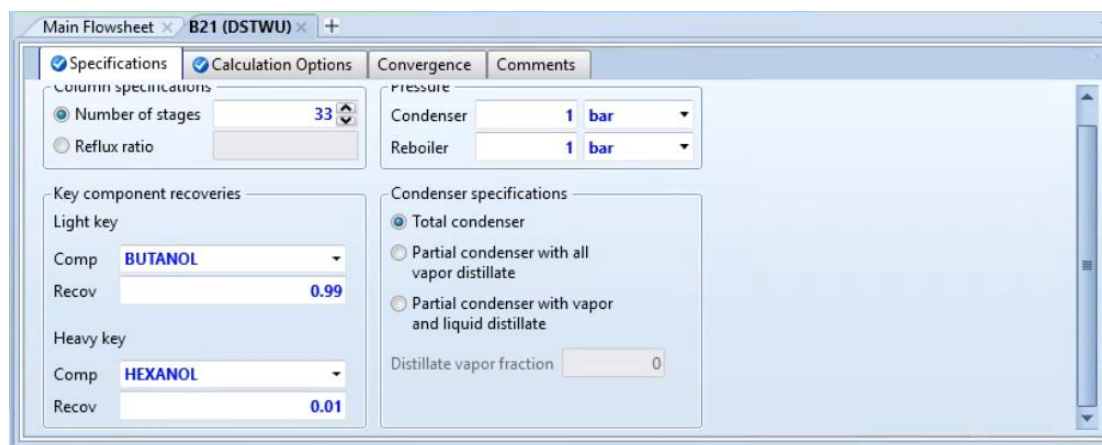 Main Flowsheet × B21 (DSTWU) × +
Specifications Calculation Options Convergence Comments
Column specifications
Number of stages 33
Reflux ratio
Pressure
Condenser 1 bar
Reboiler 1 bar
Key component recoveries
Light key
Comp BUTANOL
Recov 0.99
Heavy key
Comp HEXANOL
Recov 0.01
Condenser specifications
Total condenser
Partial condenser with all
vapor distillate
Partial condenser with vapor
and liquid distillate
Distillate vapor fraction 0